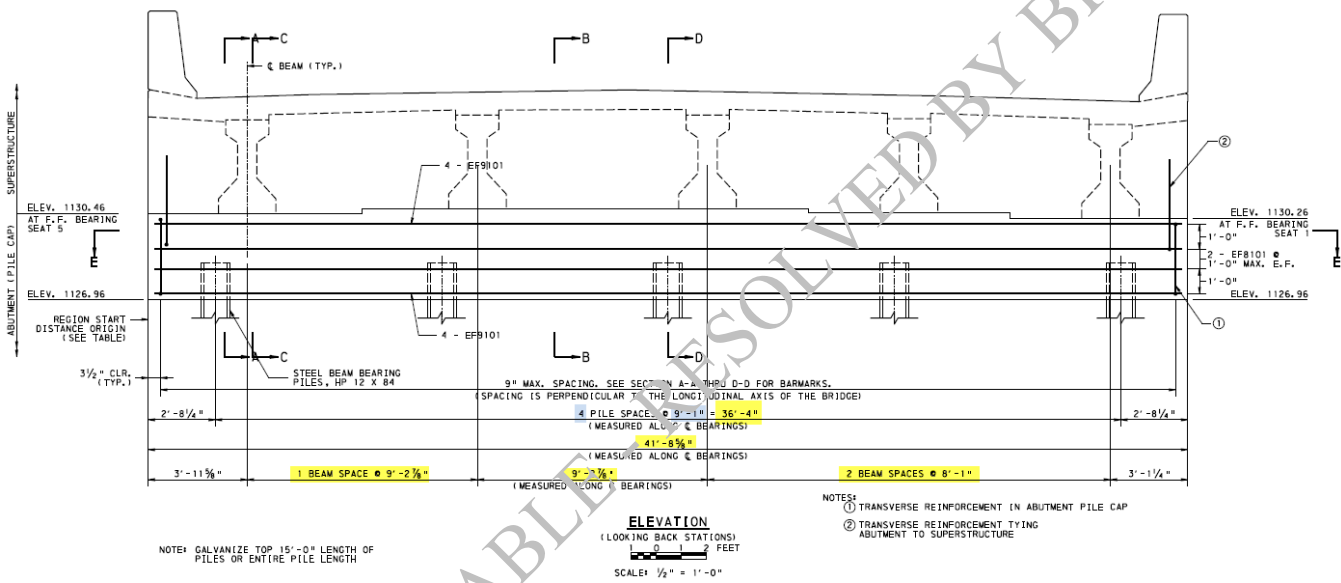 A C B D
℄ BEAM (TYP.)
②
SUPERSTRUCTURE
ABUTMENT (PILE CAP)
4 - EF9101
ELEV. 1130.46
AT F.F. BEARING
SEAT 5
E
ELEV. 1130.26
AT F.F. BEARING
SEAT 1
E
1'-0"
2 - EF8101 @
1'-0" MAX. E.F.
1'-0"
ELEV. 1126.96
ELEV. 1126.96
REGION START
DISTANCE ORIGIN
(SEE TABLE)
4 - EF9101
①
A C B D
3½" CLR.
(TYP.)
STEEL BEAM BEARING
PILES, HP 12 X 84
9" MAX. SPACING. SEE SECTION A-A THRU D-D FOR BARMARKS.
(SPACING IS PERPENDICULAR TO THE LONGITUDINAL AXIS OF THE BRIDGE)
2'-8¼" 4 PILE SPACES @ 9'-1" = 36'-4" 2'-8¼"
(MEASURED ALONG ℄ BEARINGS)
41'-8⅝"
(MEASURED ALONG ℄ BEARINGS)
3'-11⅝" 1 BEAM SPACE @ 9'-2⅞" 2 BEAM SPACES @ 8'-1" 3'-1¼"
(MEASURED ALONG ℄ BEARINGS)
NOTES:
① TRANSVERSE REINFORCEMENT IN ABUTMENT PILE CAP
② TRANSVERSE REINFORCEMENT TYING
ABUTMENT TO SUPERSTRUCTURE
ELEVATION
(LOOKING BACK STATIONS)
1 0 1 2 FEET
SCALE: ½" = 1'-0"
NOTE: GALVANIZE TOP 15'-0" LENGTH OF
PILES OR ENTIRE PILE LENGTH
ABLE - RESOLVED BY